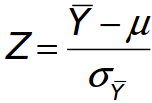 Z = (Ȳ − μ) / σ_Ȳ